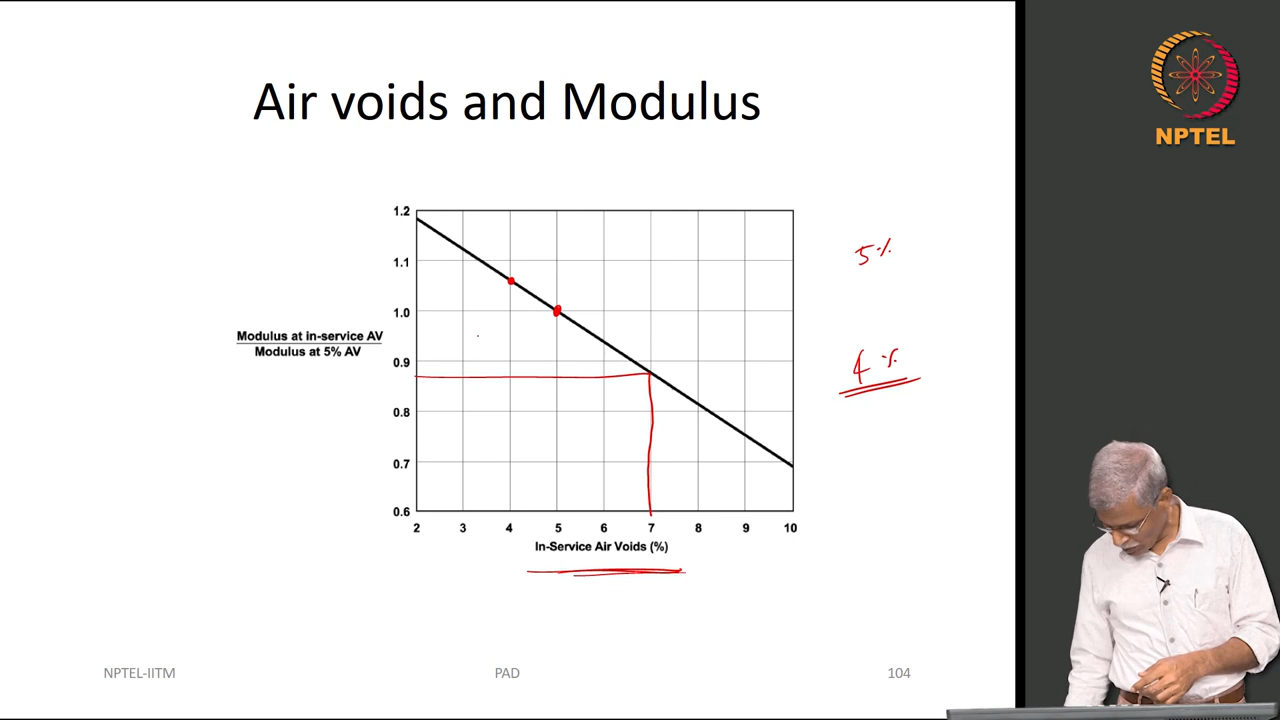 Air voids and Modulus
NPTEL
1.2
1.1
1.0
0.9
0.8
0.7
0.6
Modulus at in-service AV
Modulus at 5% AV
2 3 4 5 6 7 8 9 10
In-Service Air Voids (%)
5%
4%
NPTEL-IITM
PAD
104